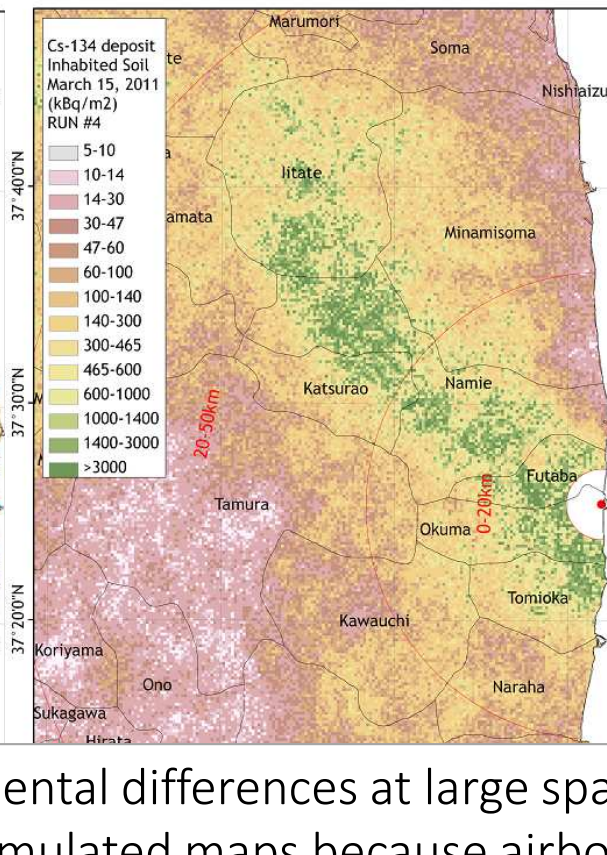 Cs-134 deposit
Inhabited Soil
March 15, 2011
(kBq/m2)
RUN #4
5-10
10-14
14-30
30-47
47-60
60-100
100-140
140-300
300-465
465-600
600-1000
1000-1400
1400-3000
>3000
Marumori
Soma
te
Nishiaizu
a
Iitate
amata
Minamisoma
Katsurao
Namie
M
20-50km
M
Futaba
Tamura
0-20km
Okuma
Tomioka
Kawauchi
Koriyama
Ono
Naraha
Sukagawa
Hirata
37°40'0"N
37°30'0"N
37°20'0"N
ental differences at large spa
mulated maps because airbo